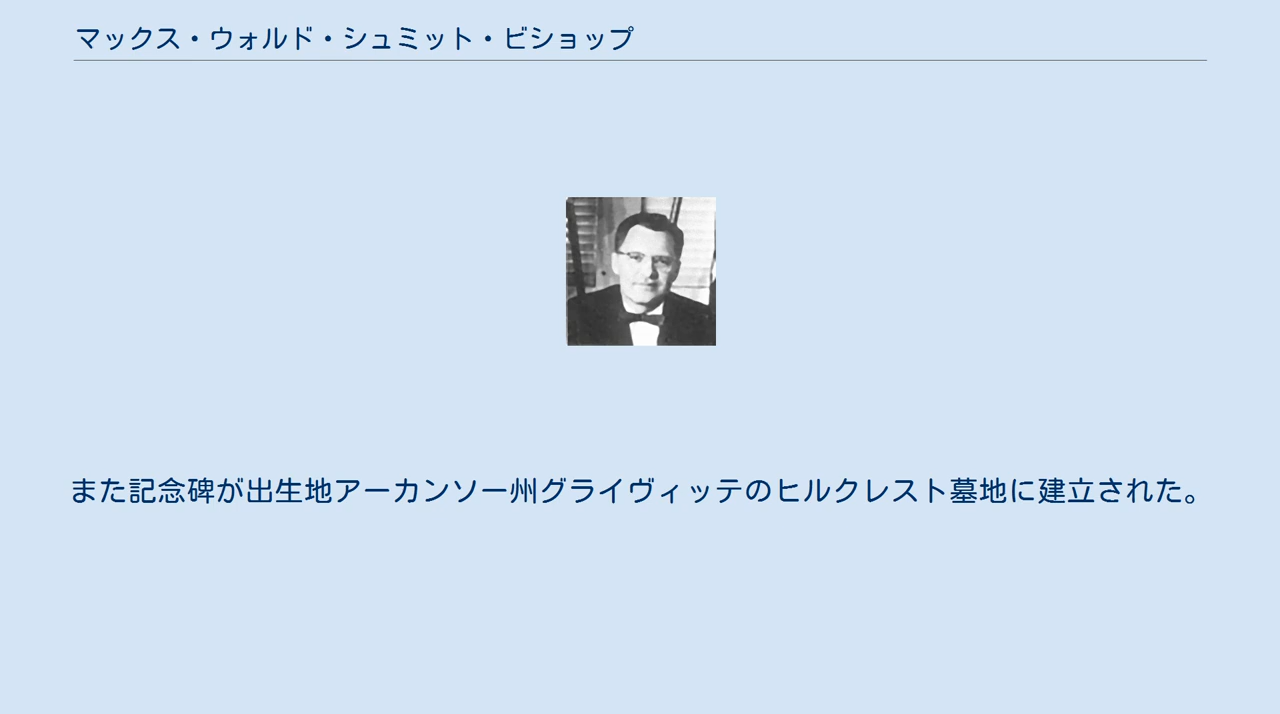 マックス・ウォルド・シュミット・ビショップ
また記念碑が出生地アーカンソー州グライヴィッテのヒルクレスト墓地に建立された。